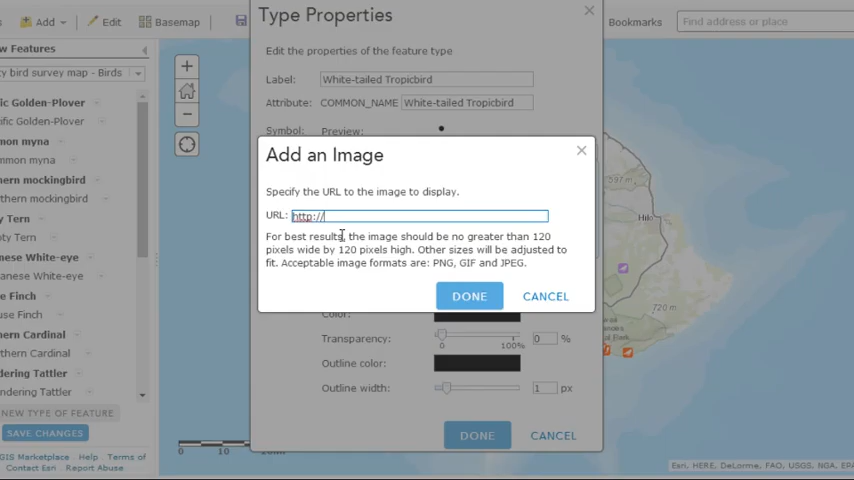 Add
Edit
Basemap
Bookmarks
Find address or place
Type Properties
w Features
ty bird survey map - Birds
Edit the properties of the feature type
Label: White-tailed Tropicbird
Attribute: COMMON_NAME White-tailed Tropicbird
Symbol: Preview:
ific Golden-Plover
ific Golden-Plover
mon myna
mmon myna
thern mockingbird
thern mockingbird
ty Tern
oty Tern
anese White-eye
anese White-eye
se Finch
use Finch
thern Cardinal
thern Cardinal
dering Tattler
ndering Tattler
NEW TYPE OF FEATURE
SAVE CHANGES
GIS Marketplace
Help
Terms of
Contact Esri
Report Abuse
Add an Image
Specify the URL to the image to display.
URL: http://
For best results, the image should be no greater than 120
pixels wide by 120 pixels high. Other sizes will be adjusted to
fit. Acceptable image formats are: PNG, GIF and JPEG.
DONE
CANCEL
Color:
Transparency:
0 %
0
100%
Outline color:
Outline width:
1 px
DONE
CANCEL
Hilo
720 m
Esri, HERE, DeLorme, FAO, USGS, NGA, EPA